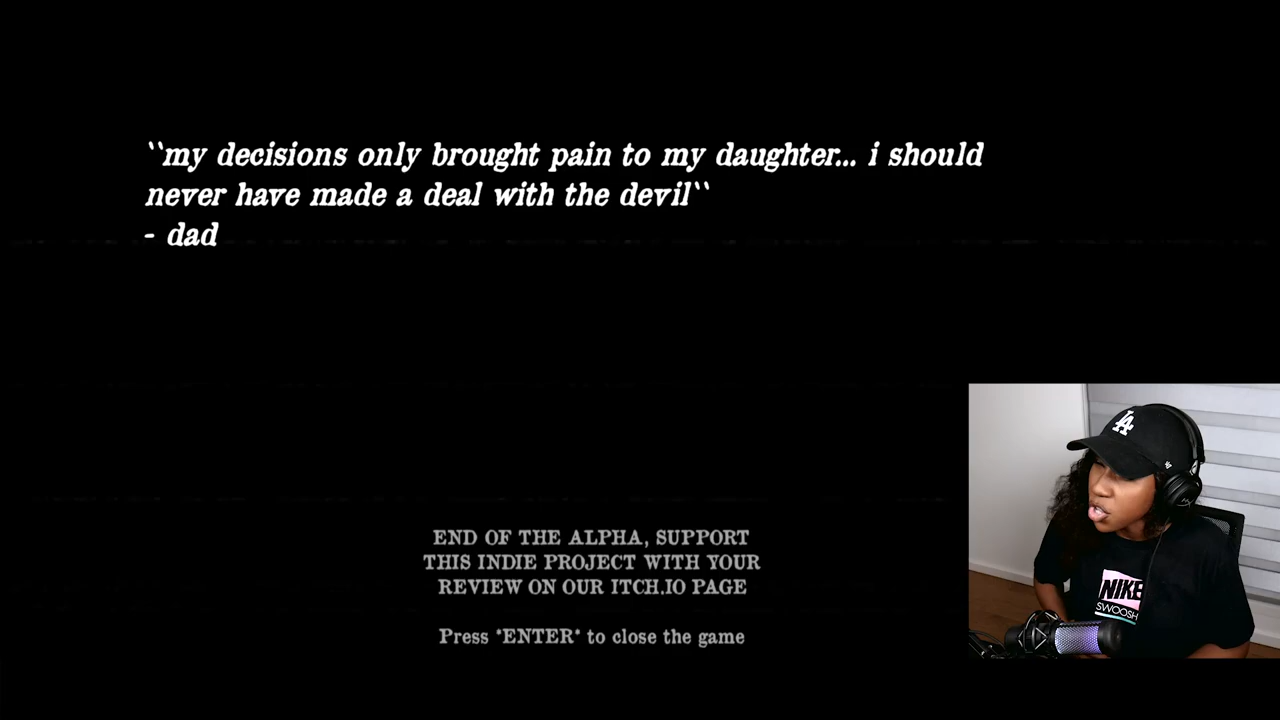 ``my decisions only brought pain to my daughter... i should
never have made a deal with the devil``
- dad
END OF THE ALPHA, SUPPORT
THIS INDIE PROJECT WITH YOUR
REVIEW ON OUR ITCH.IO PAGE
Press *ENTER* to close the game
LA
NIKE
SWOOSH